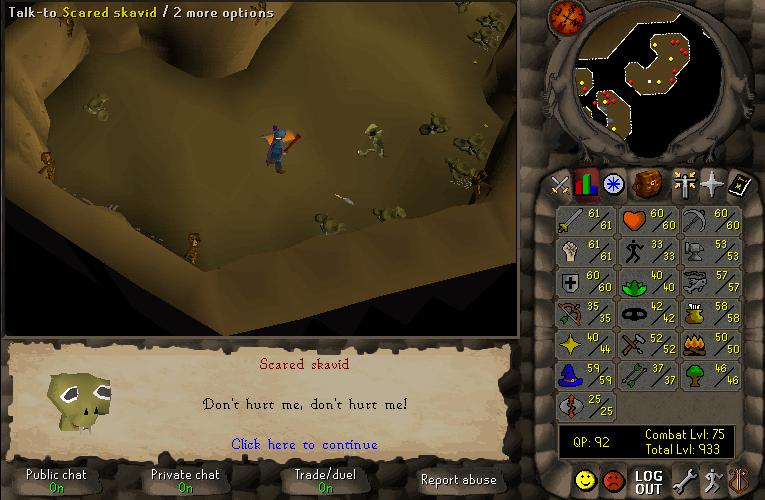 Talk-to Scared skavid / 2 more options
61/61 60/60 60/60
61/61 33/33 53/53
60/60 40/40 57/57
35/35 42/42 58/58
40/44 52/52 50/50
59/59 37/37 46/46
25/25
QP: 92
Combat Lvl: 75
Total Lvl: 933
Scared skavid
Don't hurt me, don't hurt me!
Click here to continue
Public chat
On
Private chat
On
Trade/duel
On
Report abuse
LOG
OUT